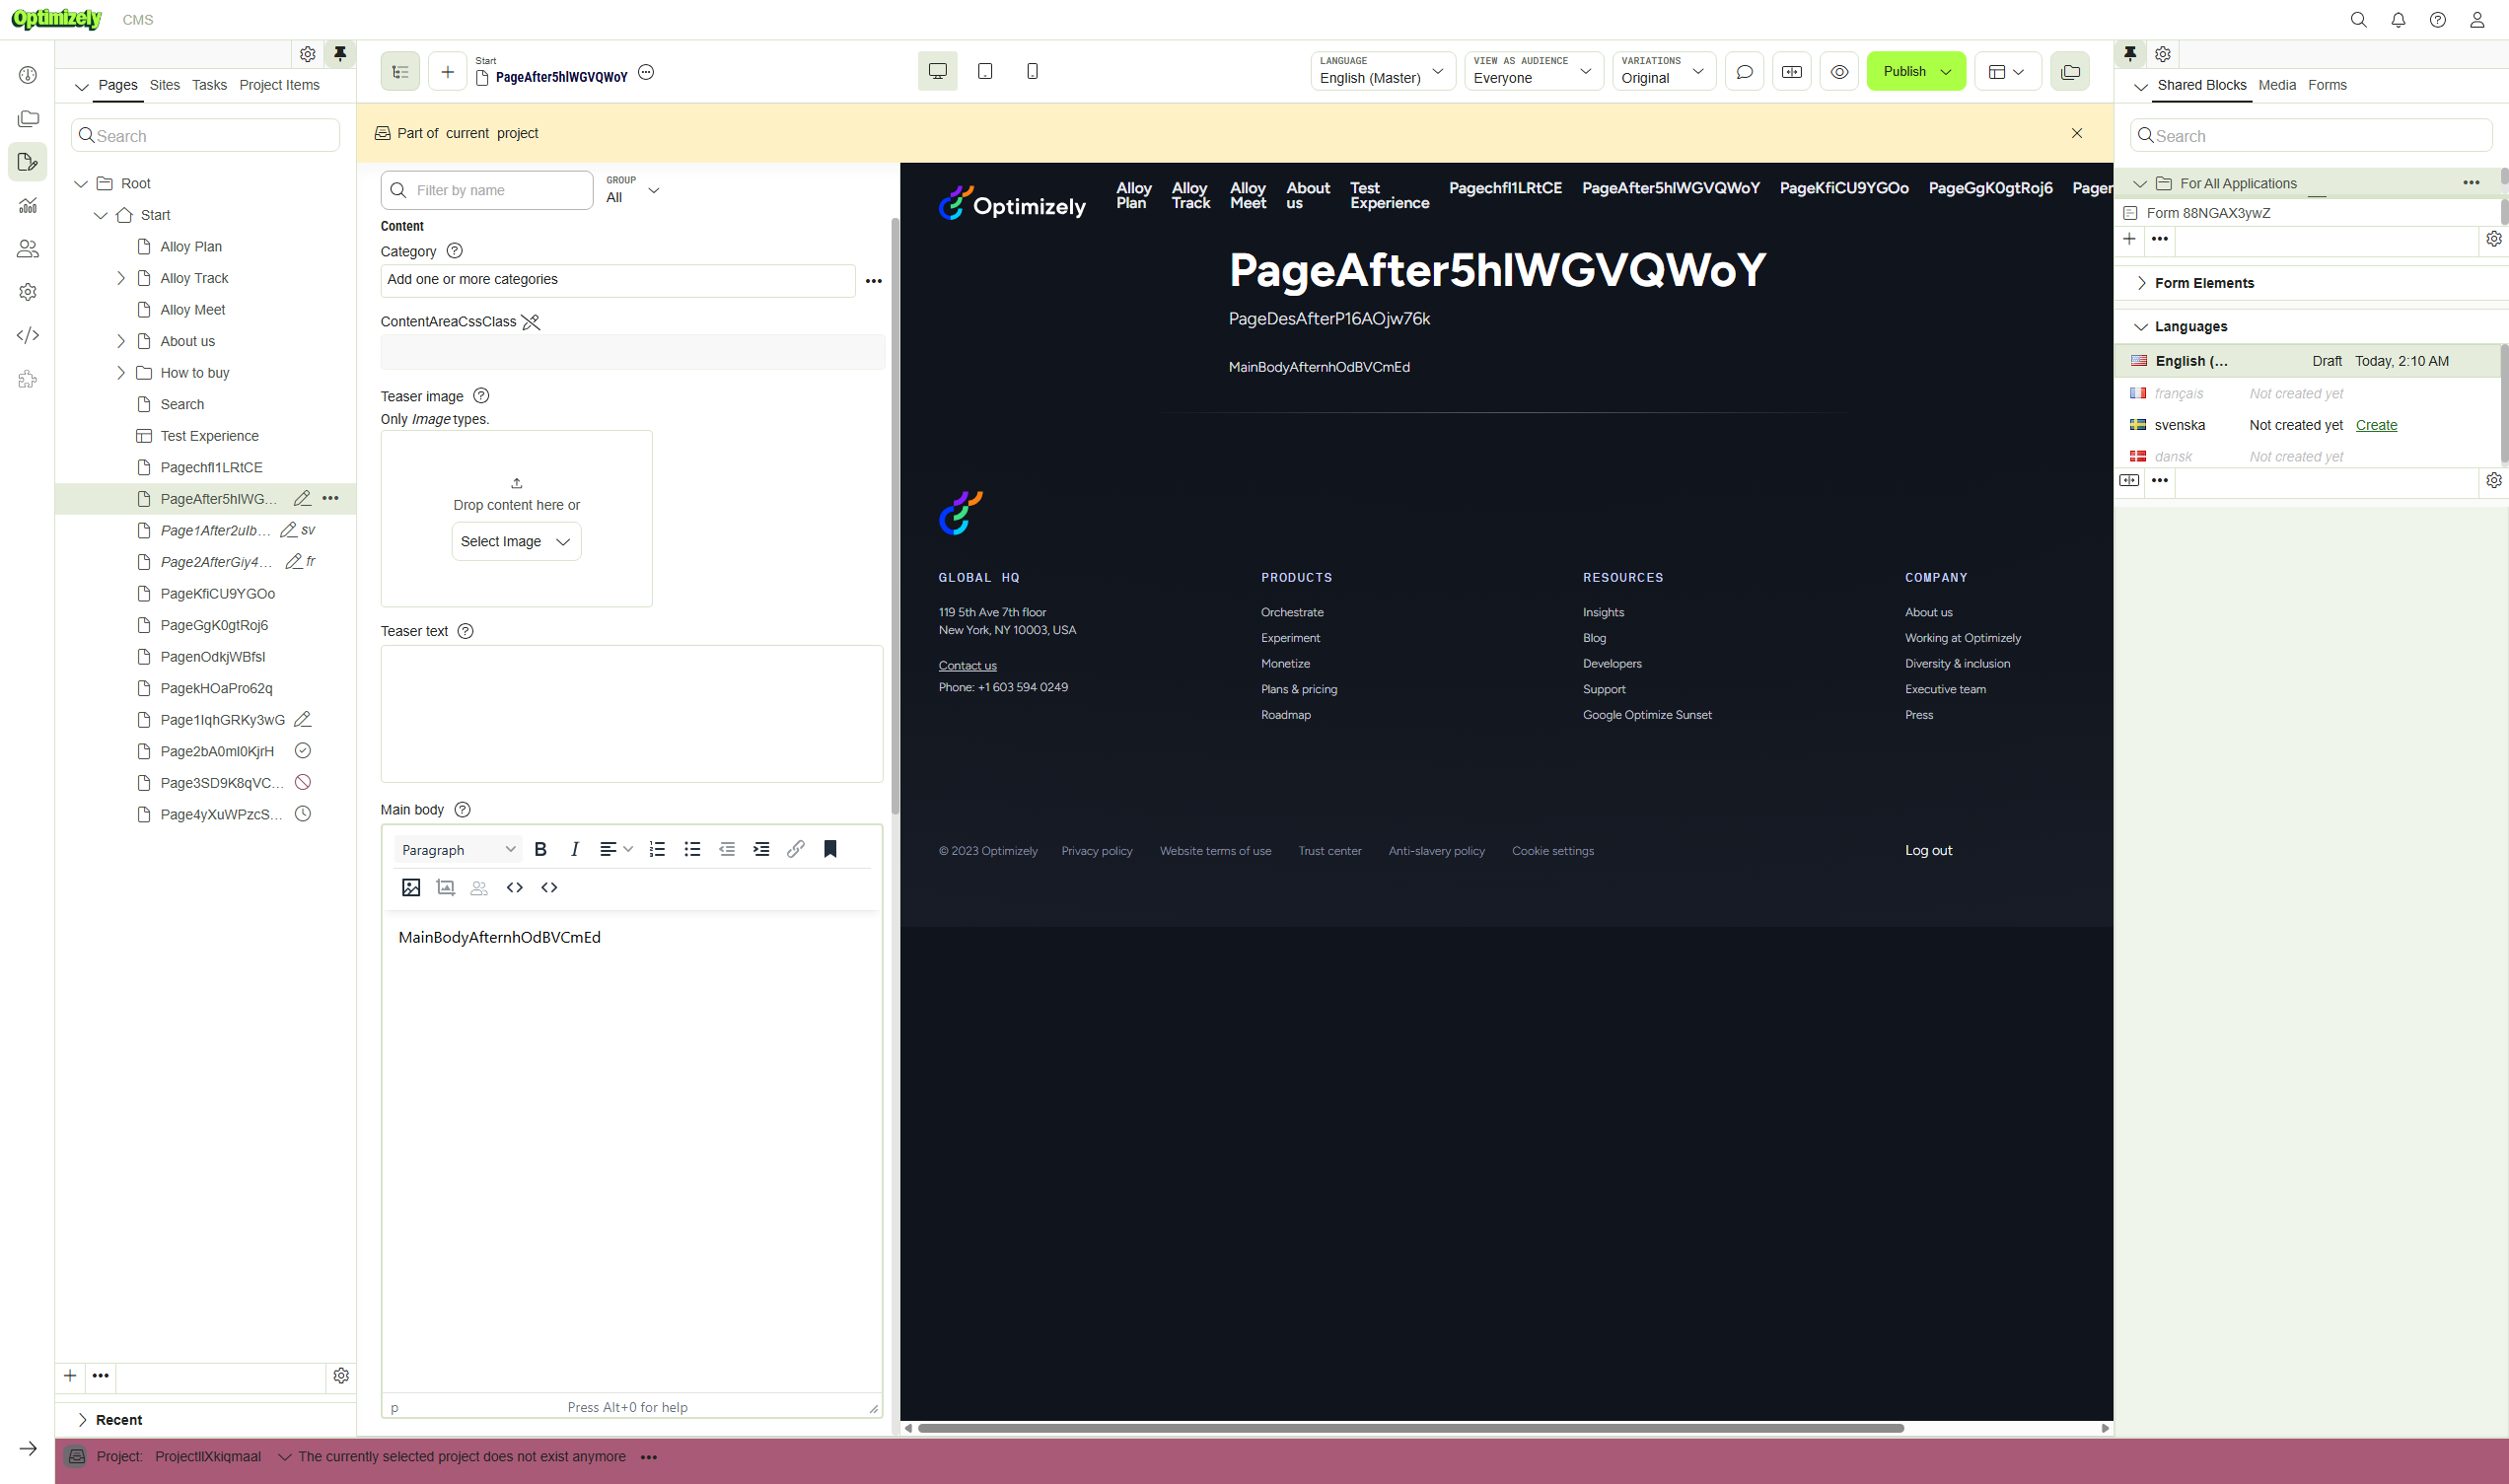 Optimizely CMS
Pages Sites Tasks Project Items
Search
Root
Start
Alloy Plan
Alloy Track
Alloy Meet
About us
How to buy
Search
Test Experience
Pagechfl1LRtCE
PageAfter5hlWG...
Page1After2ulb... sv
Page2AfterGiy4... fr
PageKfiCU9YGOo
PageGgK0gtRoj6
PagenOdkjWBfsI
PagekHOaPro62q
Page1IqhGRKy3wG
Page2bA0ml0KjrH
Page3SD9K8qVC...
Page4yXuWPzcS...
Recent
Start
PageAfter5hlWGVQWoY
LANGUAGE
English (Master)
VIEW AS AUDIENCE
Everyone
VARIATIONS
Original
Publish
Part of current project
Filter by name
GROUP
All
Content
Category
Add one or more categories
ContentAreaCssClass
Teaser image
Only Image types.
Drop content here or
Select Image
Teaser text
Main body
Paragraph
MainBodyAfternhOdBVCmEd
p Press Alt+0 for help
Optimizely
Alloy Plan
Alloy Track
Alloy Meet
About us
Test Experience
Pagechfl1LRtCE
PageAfter5hlWGVQWoY
PageKfiCU9YGOo
PageGgK0gtRoj6
Pager
PageAfter5hlWGVQWoY
PageDesAfterP16AOjw76k
MainBodyAfternhOdBVCmEd
GLOBAL HQ
119 5th Ave 7th floor
New York, NY 10003, USA
Contact us
Phone: +1 603 594 0249
PRODUCTS
Orchestrate
Experiment
Monetize
Plans & pricing
Roadmap
RESOURCES
Insights
Blog
Developers
Support
Google Optimize Sunset
COMPANY
About us
Working at Optimizely
Diversity & inclusion
Executive team
Press
© 2023 Optimizely Privacy policy Website terms of use Trust center Anti-slavery policy Cookie settings
Log out
Shared Blocks Media Forms
Search
For All Applications
Form 88NGAX3ywZ
Form Elements
Languages
English (... Draft Today, 2:10 AM
français Not created yet
svenska Not created yet Create
dansk Not created yet
Project: ProjectIlXkiqmaal The currently selected project does not exist anymore